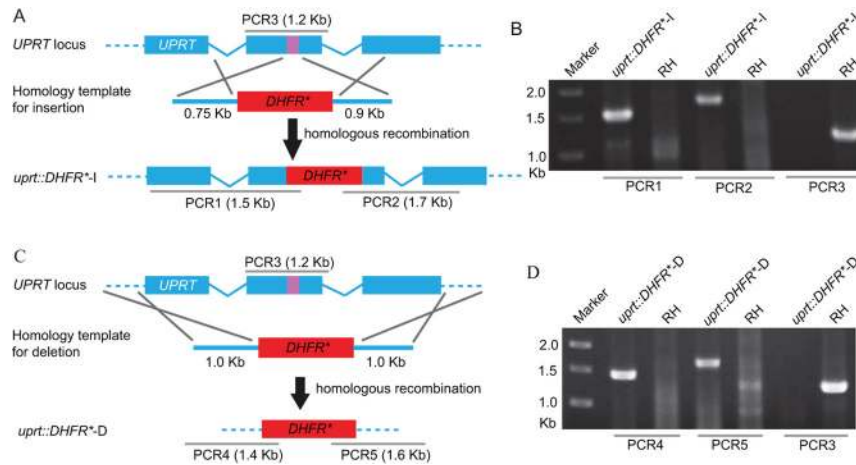 A
PCR3 (1.2 Kb)
UPRT locus
UPRT
Homology template
for insertion
DHFR*
0.75 Kb
0.9 Kb
homologous recombination
uprt::DHFR*-I
DHFR*
PCR1 (1.5 Kb)
PCR2 (1.7 Kb)
B
Marker
uprt::DHFR*-I
RH
uprt::DHFR*-I
RH
uprt::DHFR*-I
RH
2.0
1.5
1.0
Kb
PCR1
PCR2
PCR3
C
PCR3 (1.2 Kb)
UPRT locus
UPRT
Homology template
for deletion
DHFR*
1.0 Kb
1.0 Kb
homologous recombination
uprt::DHFR*-D
DHFR*
PCR4 (1.4 Kb)
PCR5 (1.6 Kb)
D
Marker
uprt::DHFR*-D
RH
uprt::DHFR*-D
RH
uprt::DHFR*-D
RH
2.0
1.5
1.0
Kb
PCR4
PCR5
PCR3